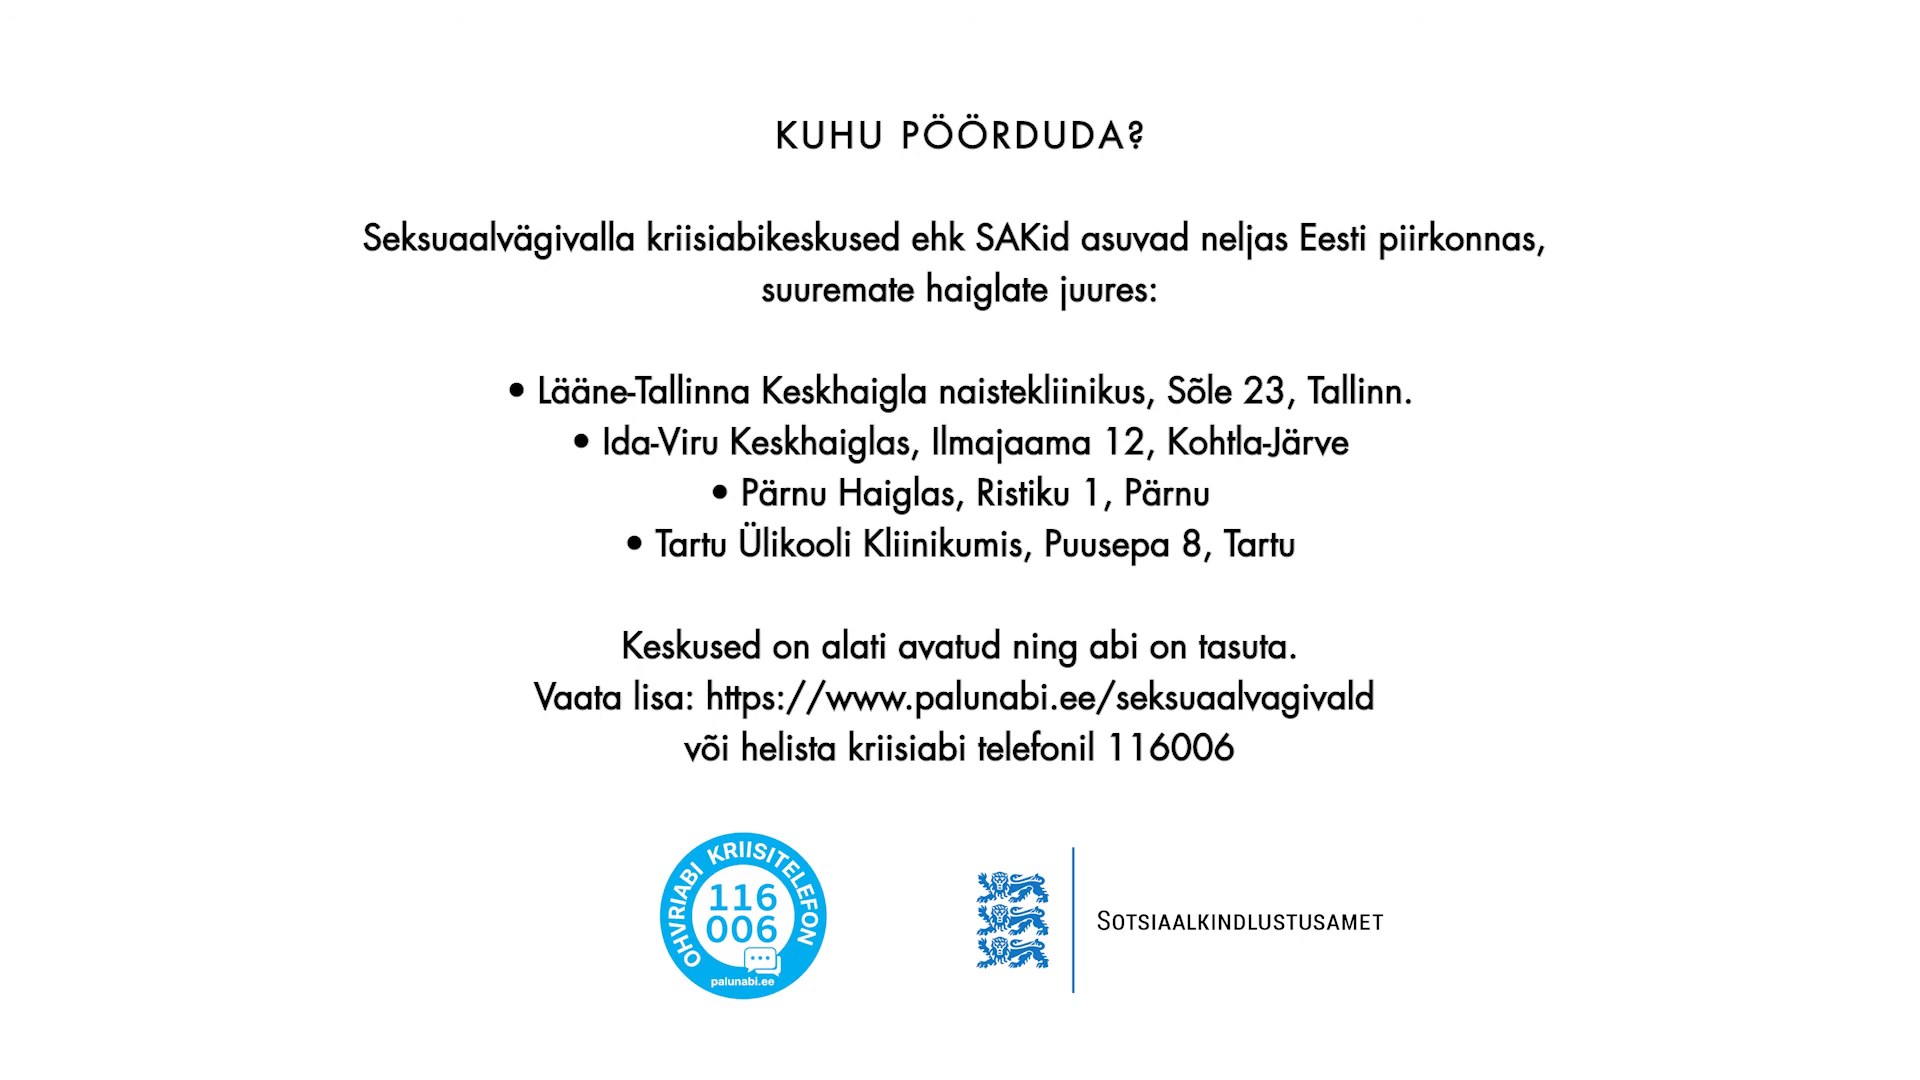 KUHU PÖÖRDUDA?
Seksuaalvägivalla kriisiabikeskused ehk SAKid asuvad neljas Eesti piirkonnas,
suuremate haiglate juures:
• Lääne-Tallinna Keskhaigla naistekliinikus, Sõle 23, Tallinn.
• Ida-Viru Keskhaiglas, Ilmajaama 12, Kohtla-Järve
• Pärnu Haiglas, Ristiku 1, Pärnu
• Tartu Ülikooli Kliinikumis, Puusepa 8, Tartu
Keskused on alati avatud ning abi on tasuta.
Vaata lisa: https://www.palunabi.ee/seksuaalvagivald
või helista kriisiabi telefonil 116006
OHVRIABI KRIISITELEFON
116
006
palunabi.ee
SOTSIAALKINDLUSTUSAMET